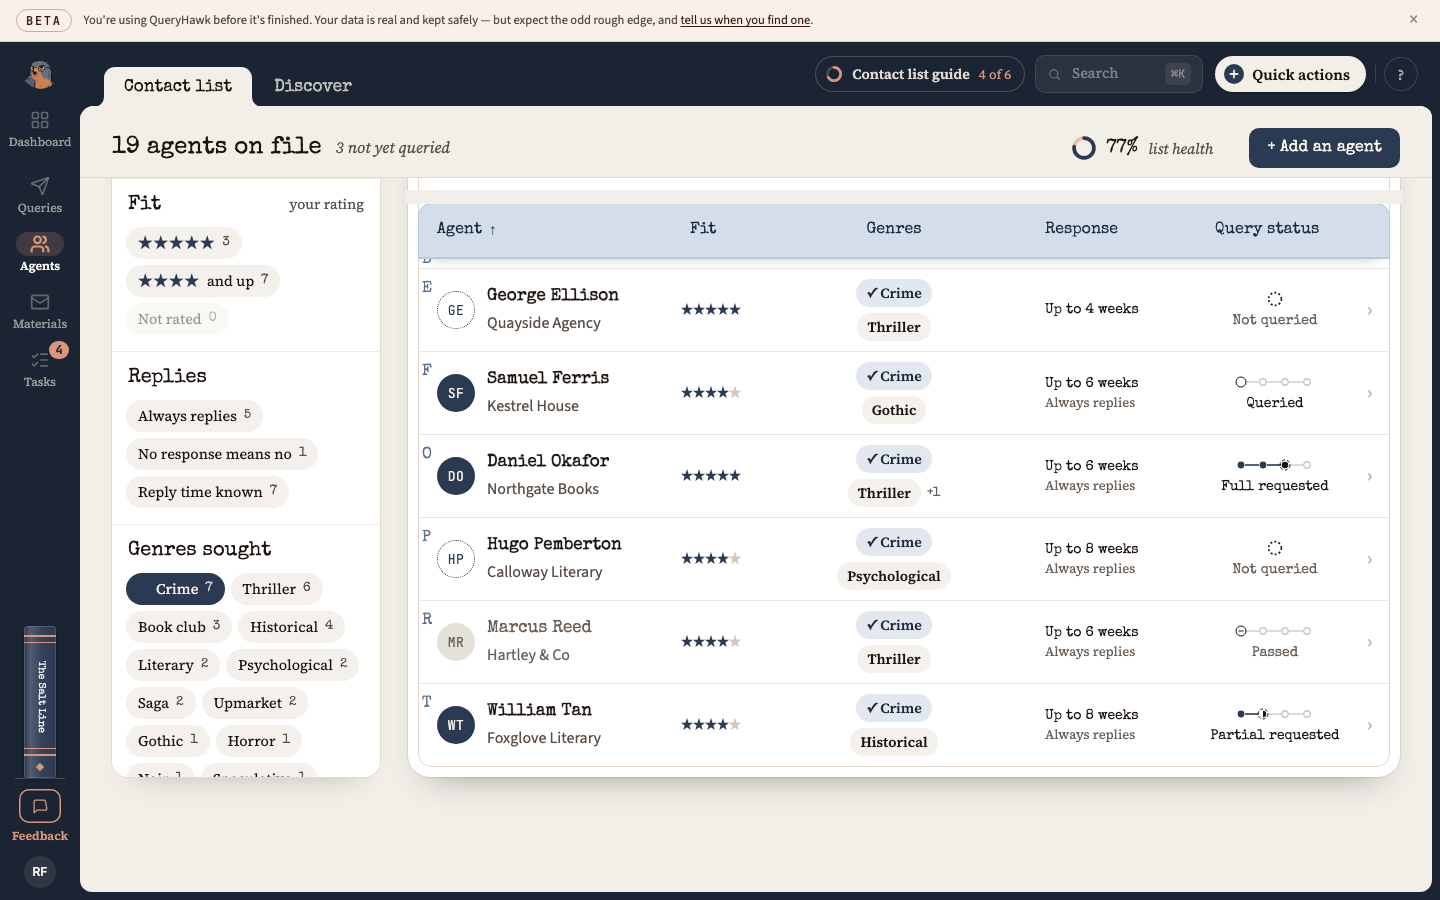 BETA You're using QueryHawk before it's finished. Your data is real and kept safely — but expect the odd rough edge, and tell us when you find one. ×
Contact list Discover
Contact list guide 4 of 6
Search ⌘K
+ Quick actions
?
Dashboard
Queries
Agents
Materials
4
Tasks
The Salt Line
Feedback
RF
19 agents on file 3 not yet queried
77% list health
+ Add an agent
Fit your rating
★★★★★ 3
★★★★ and up 7
Not rated 0
Replies
Always replies 5
No response means no 1
Reply time known 7
Genres sought
Crime 7 Thriller 6
Book club 3 Historical 4
Literary 2 Psychological 2
Saga 2 Upmarket 2
Gothic 1 Horror 1
Noir 1 Speculative 1
Agent ↑ Fit Genres Response Query status
E
GE George Ellison
Quayside Agency
★★★★★
✓ Crime
Thriller
Up to 4 weeks
Not queried
F
SF Samuel Ferris
Kestrel House
★★★★★
✓ Crime
Gothic
Up to 6 weeks
Always replies
Queried
O
DO Daniel Okafor
Northgate Books
★★★★★
✓ Crime
Thriller +1
Up to 6 weeks
Always replies
Full requested
P
HP Hugo Pemberton
Calloway Literary
★★★★★
✓ Crime
Psychological
Up to 8 weeks
Always replies
Not queried
R
MR Marcus Reed
Hartley & Co
★★★★★
✓ Crime
Thriller
Up to 6 weeks
Always replies
Passed
T
WT William Tan
Foxglove Literary
★★★★★
✓ Crime
Historical
Up to 8 weeks
Always replies
Partial requested